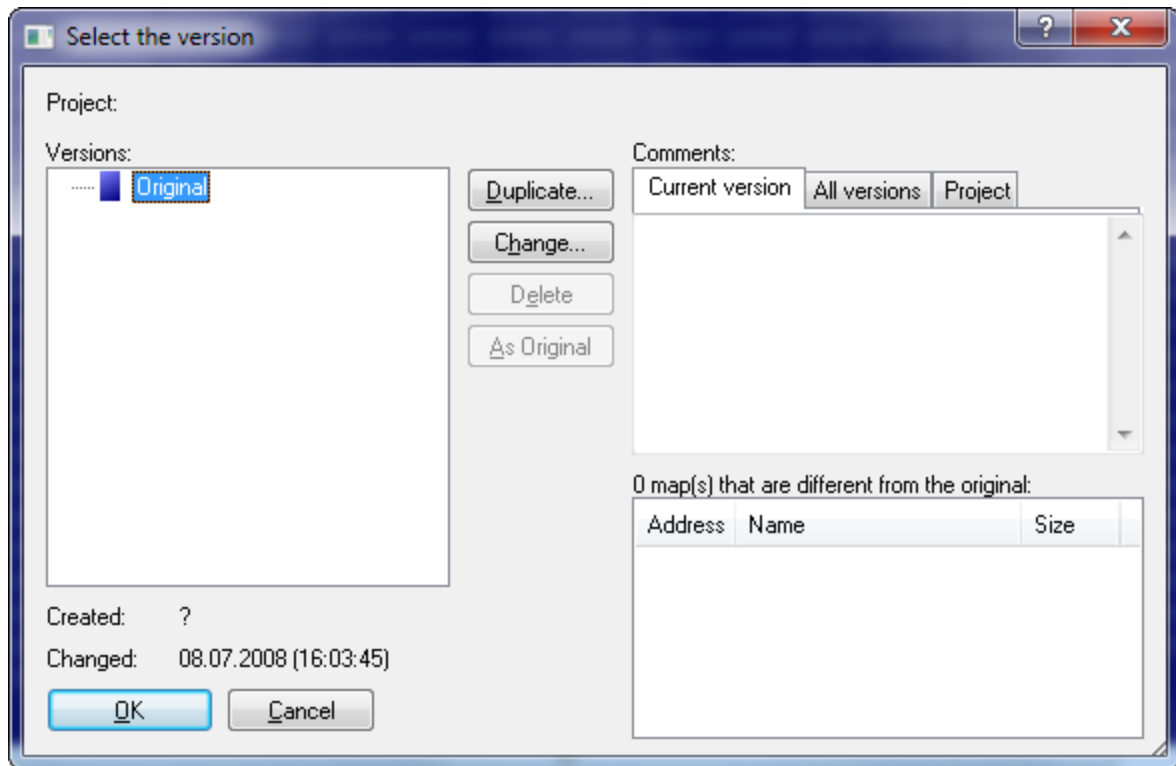 Select the version
?
x
Project:
Versions:
Original
Duplicate...
Change...
Delete
As Original
Comments:
Current version All versions Project
0 map(s) that are different from the original:
Address Name Size
Created: ?
Changed: 08.07.2008 (16:03:45)
OK Cancel